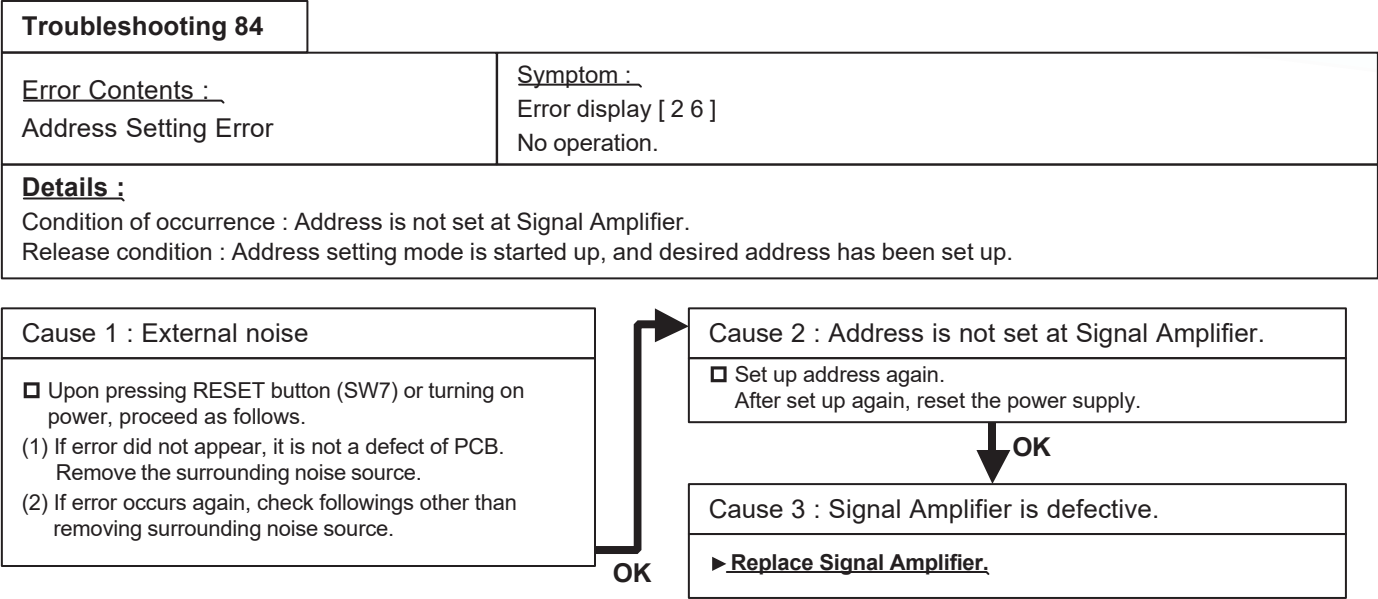 Troubleshooting 84
Error Contents :
Address Setting Error
Symptom :
Error display [ 2 6 ]
No operation.
Details :
Condition of occurrence : Address is not set at Signal Amplifier.
Release condition : Address setting mode is started up, and desired address has been set up.
Cause 1 : External noise
☐ Upon pressing RESET button (SW7) or turning on
power, proceed as follows.
(1) If error did not appear, it is not a defect of PCB.
Remove the surrounding noise source.
(2) If error occurs again, check followings other than
removing surrounding noise source.
OK
Cause 2 : Address is not set at Signal Amplifier.
☐ Set up address again.
After set up again, reset the power supply.
OK
Cause 3 : Signal Amplifier is defective.
►Replace Signal Amplifier.